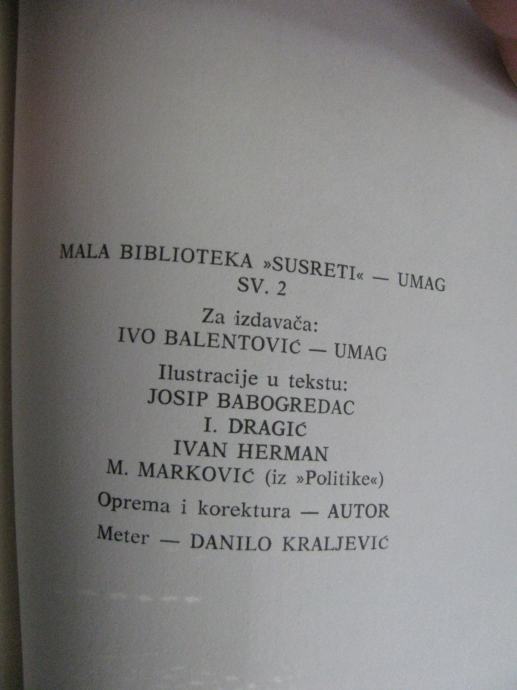 MALA BIBLIOTEKA »SUSRETI« — UMAG
SV. 2
Za izdavača:
IVO BALENTOVIĆ — UMAG
Ilustracije u tekstu:
JOSIP BABOGREDAC
I. DRAGIĆ
IVAN HERMAN
M. MARKOVIĆ (iz »Politike«)
Oprema i korektura — AUTOR
Meter — DANILO KRALJEVIĆ